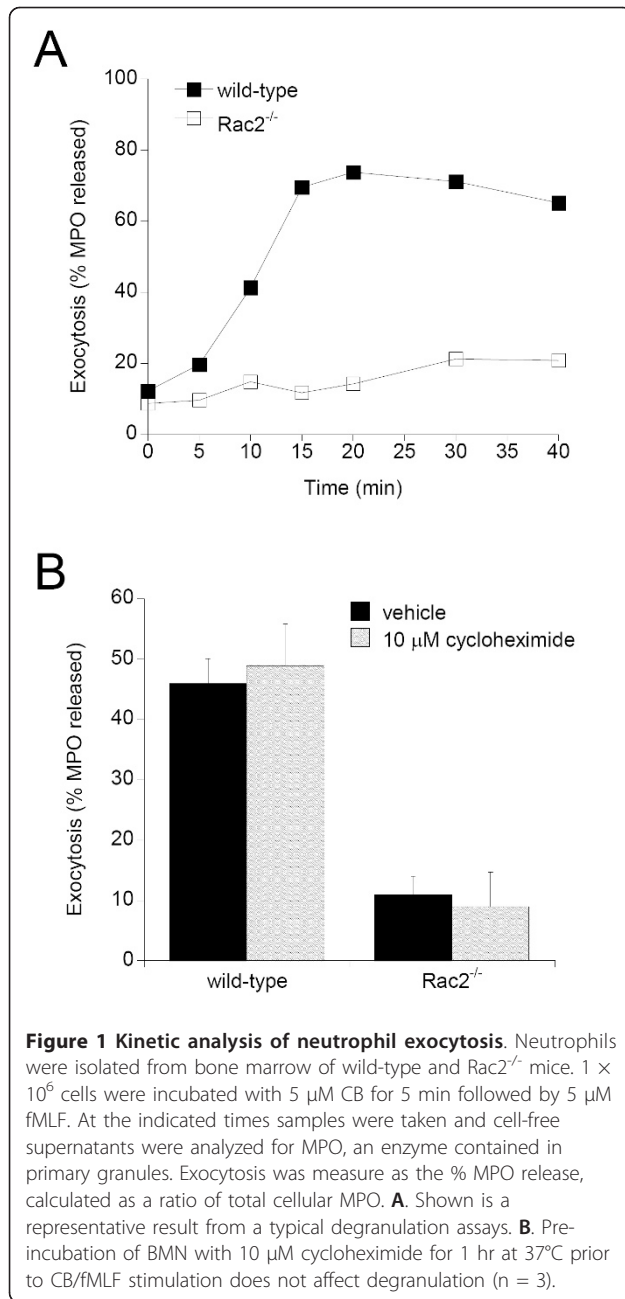 A
100
80
60
40
20
0
Exocytosis (% MPO released)
wild-type
Rac2-/-
0 5 10 15 20 25 30 35 40
Time (min)
B
60
50
40
30
20
10
0
Exocytosis (% MPO released)
vehicle
10 μM cycloheximide
wild-type Rac2-/-
Figure 1 Kinetic analysis of neutrophil exocytosis. Neutrophils
were isolated from bone marrow of wild-type and Rac2-/- mice. 1 ×
10^6 cells were incubated with 5 μM CB for 5 min followed by 5 μM
fMLF. At the indicated times samples were taken and cell-free
supernatants were analyzed for MPO, an enzyme contained in
primary granules. Exocytosis was measure as the % MPO release,
calculated as a ratio of total cellular MPO. A. Shown is a
representative result from a typical degranulation assays. B. Pre-
incubation of BMN with 10 μM cycloheximide for 1 hr at 37°C prior
to CB/fMLF stimulation does not affect degranulation (n = 3).